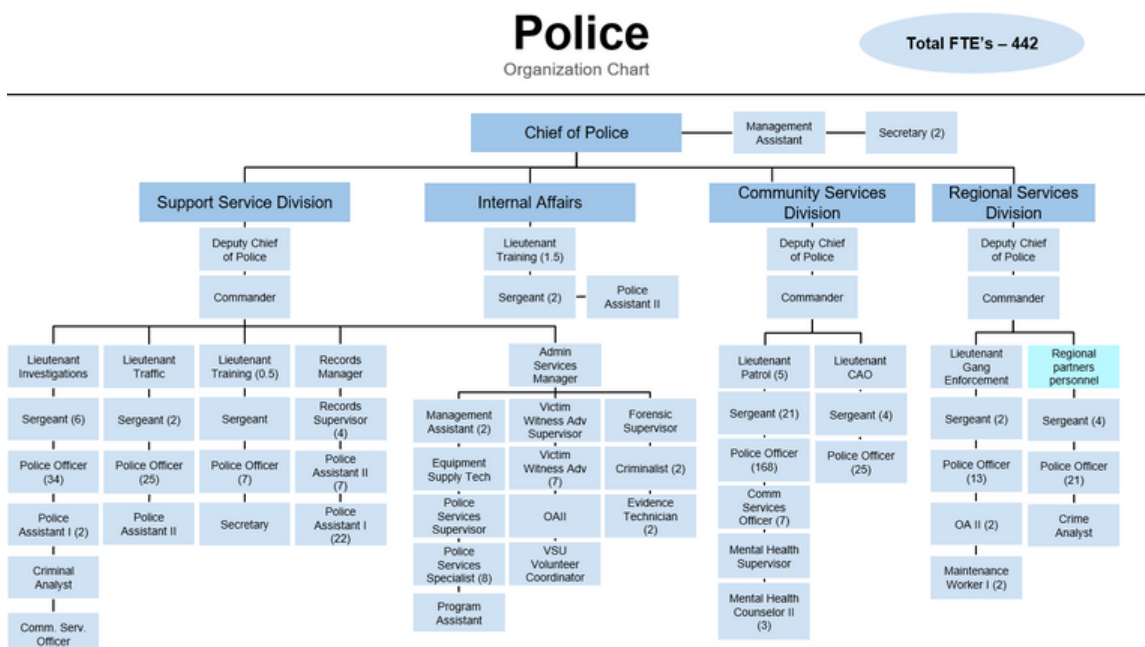 Police
Organization Chart
Total FTE's – 442
Chief of Police
Management
Assistant
Secretary (2)
Support Service Division
Internal Affairs
Community Services
Division
Regional Services
Division
Deputy Chief
of Police
Commander
Lieutenant
Investigations
Sergeant (6)
Police Officer
(34)
Police
Assistant I (2)
Criminal
Analyst
Comm. Serv.
Officer
Lieutenant
Traffic
Sergeant (2)
Police Officer
(25)
Police
Assistant II
Lieutenant
Training (0.5)
Sergeant
Police Officer
(7)
Secretary
Records
Manager
Records
Supervisor
(4)
Police
Assistant II
(7)
Police
Assistant I
(22)
Admin
Services
Manager
Management
Assistant (2)
Equipment
Supply Tech
Police
Services
Supervisor
Police
Services
Specialist (8)
Program
Assistant
Victim
Witness Adv
Supervisor
Victim
Witness Adv
(7)
OAII
VSU
Volunteer
Coordinator
Forensic
Supervisor
Criminalist (2)
Evidence
Technician
(2)
Lieutenant
Training (1.5)
Sergeant (2)
Police
Assistant II
Deputy Chief
of Police
Commander
Lieutenant
Patrol (5)
Sergeant (21)
Police Officer
(168)
Comm
Services
Officer (7)
Mental Health
Supervisor
Mental Health
Counselor II
(3)
Lieutenant
CAO
Sergeant (4)
Police Officer
(25)
Deputy Chief
of Police
Commander
Lieutenant
Gang
Enforcement
Sergeant (2)
Police Officer
(13)
OA II (2)
Maintenance
Worker I (2)
Regional
partners
personnel
Sergeant (4)
Police Officer
(21)
Crime
Analyst